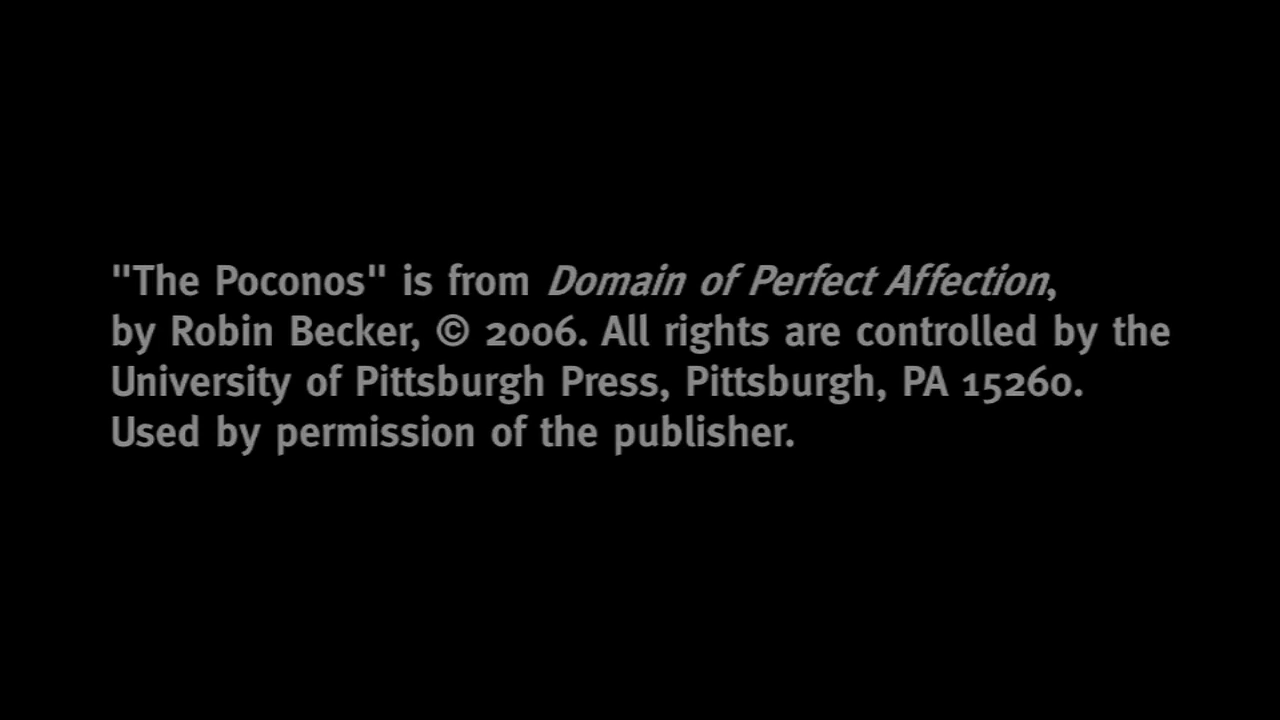 "The Poconos" is from Domain of Perfect Affection,
by Robin Becker, © 2006. All rights are controlled by the
University of Pittsburgh Press, Pittsburgh, PA 15260.
Used by permission of the publisher.